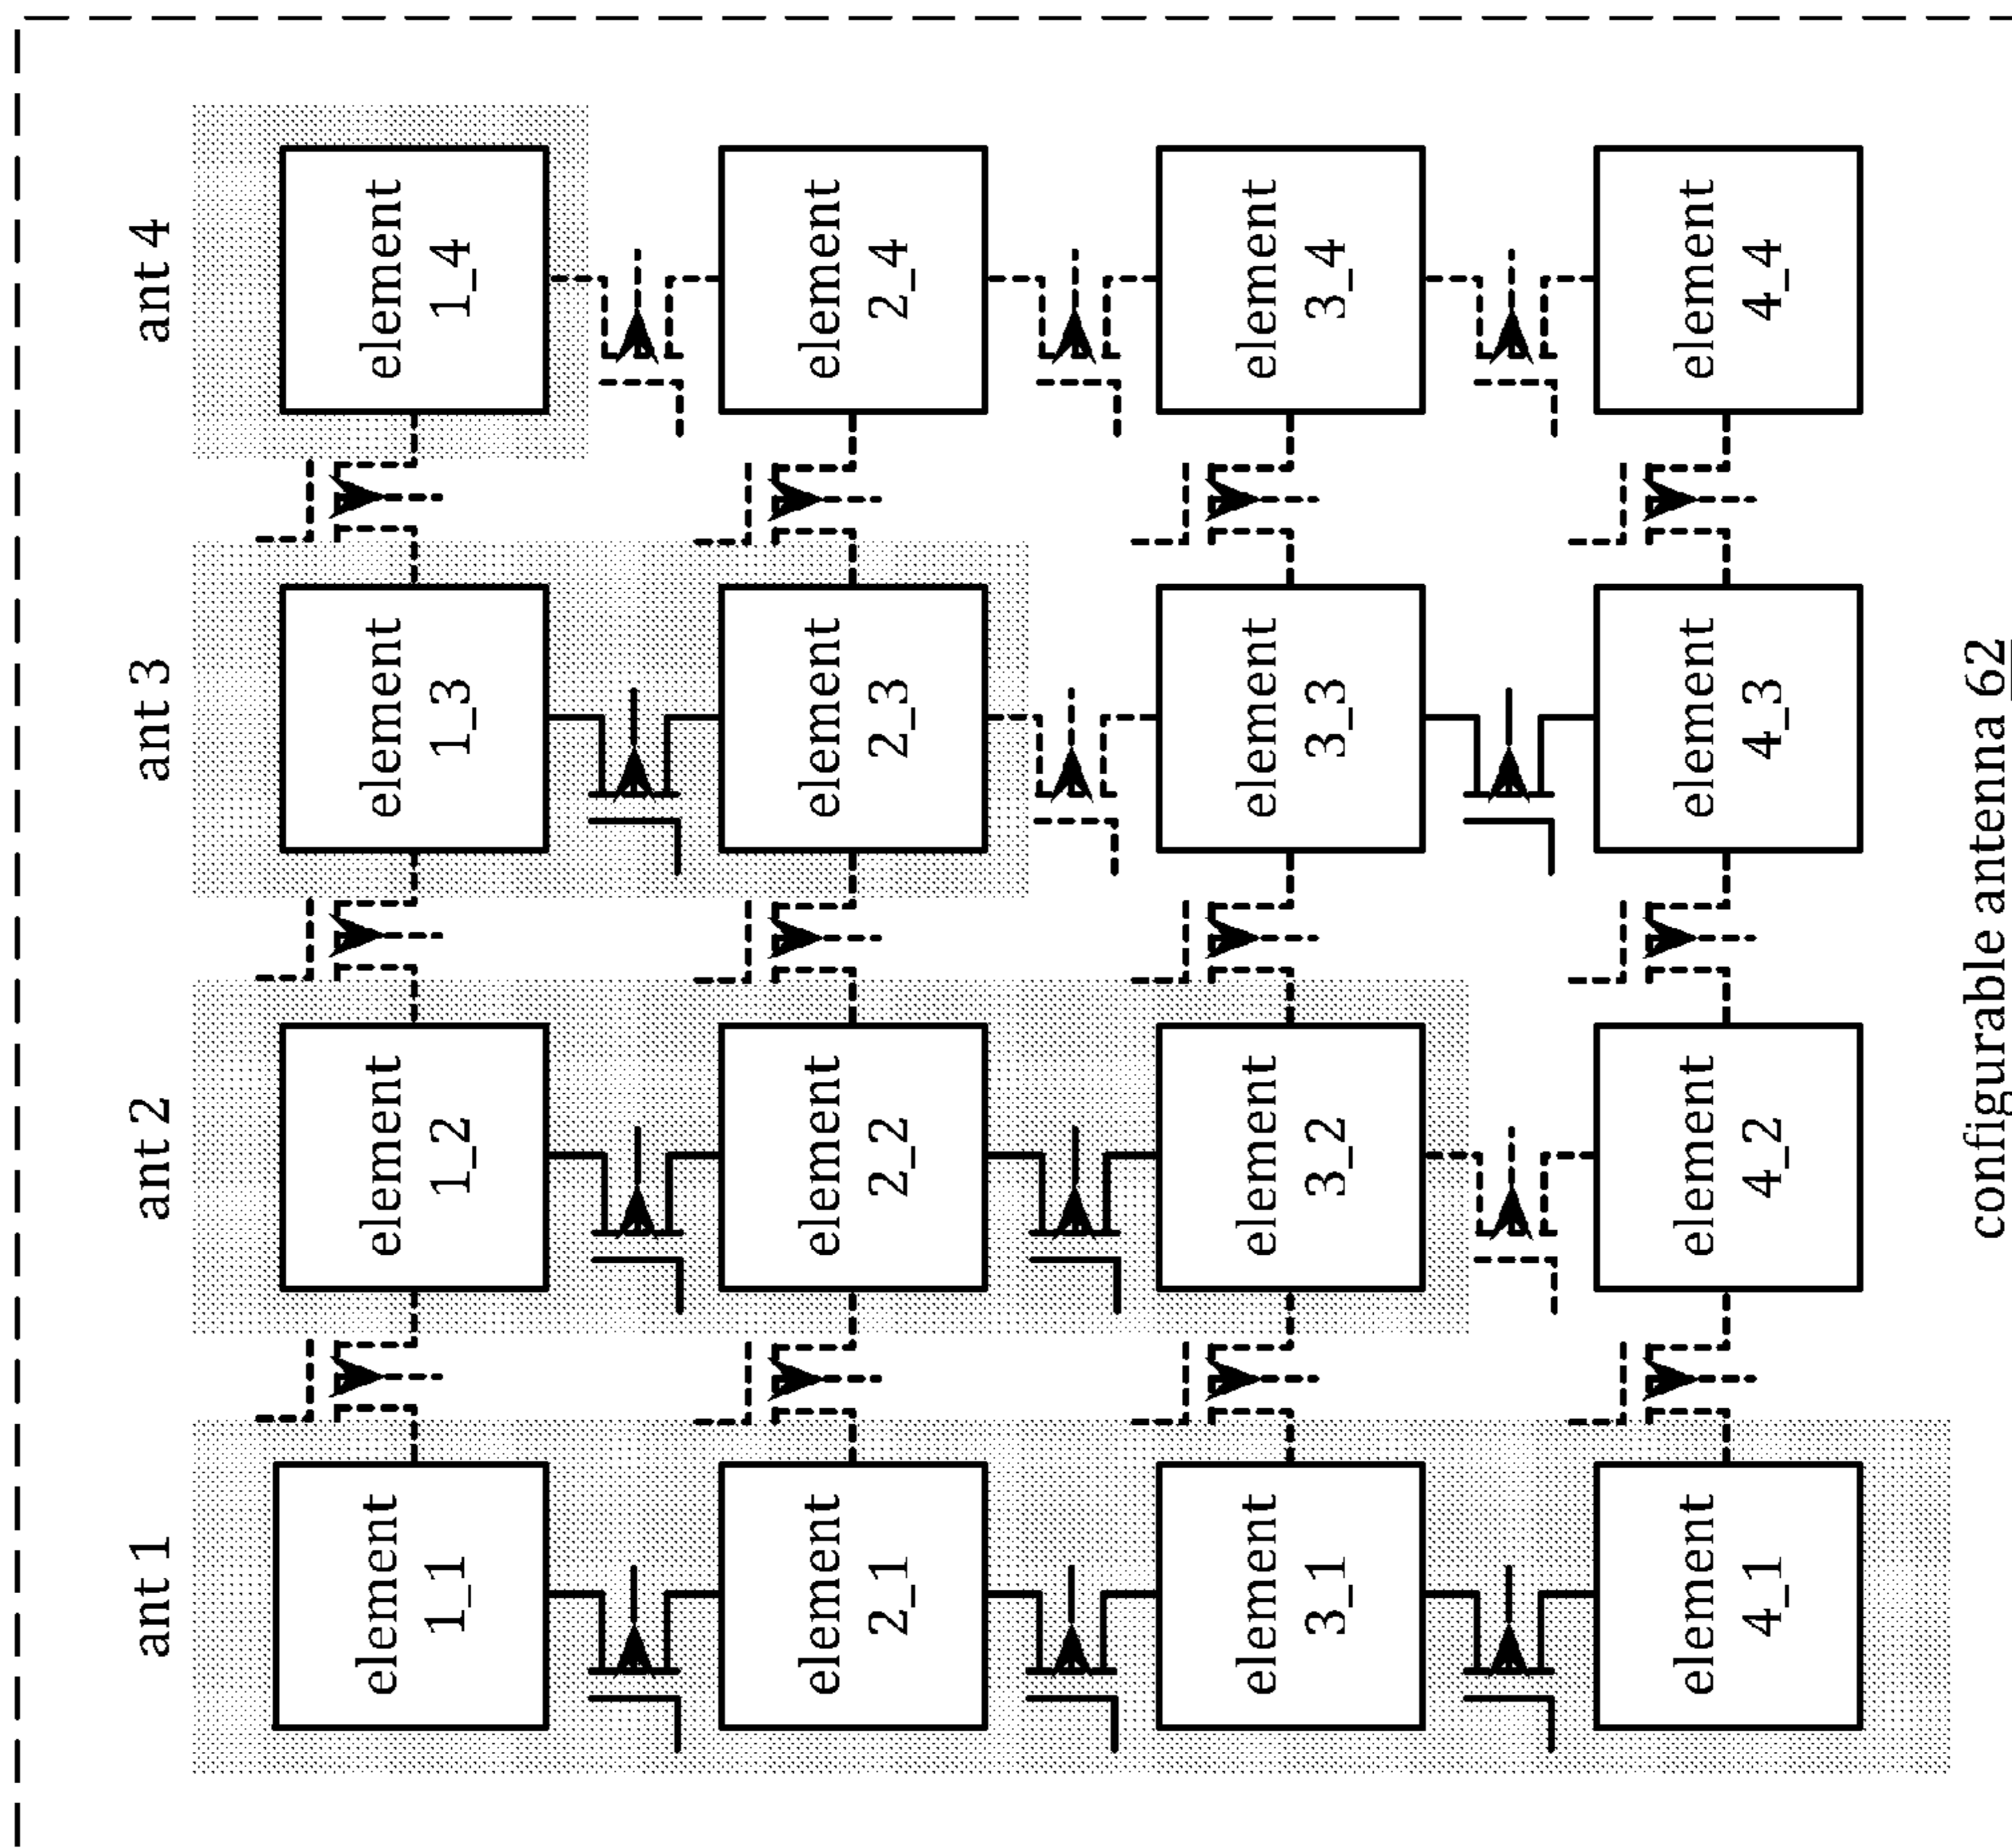 ant 1
ant 2
ant 3
ant 4
element
1_1
element
1_2
element
1_3
element
1_4
element
2_1
element
2_2
element
2_3
element
2_4
element
3_1
element
3_2
element
3_3
element
3_4
element
4_1
element
4_2
element
4_3
element
4_4
configurable antenna 62